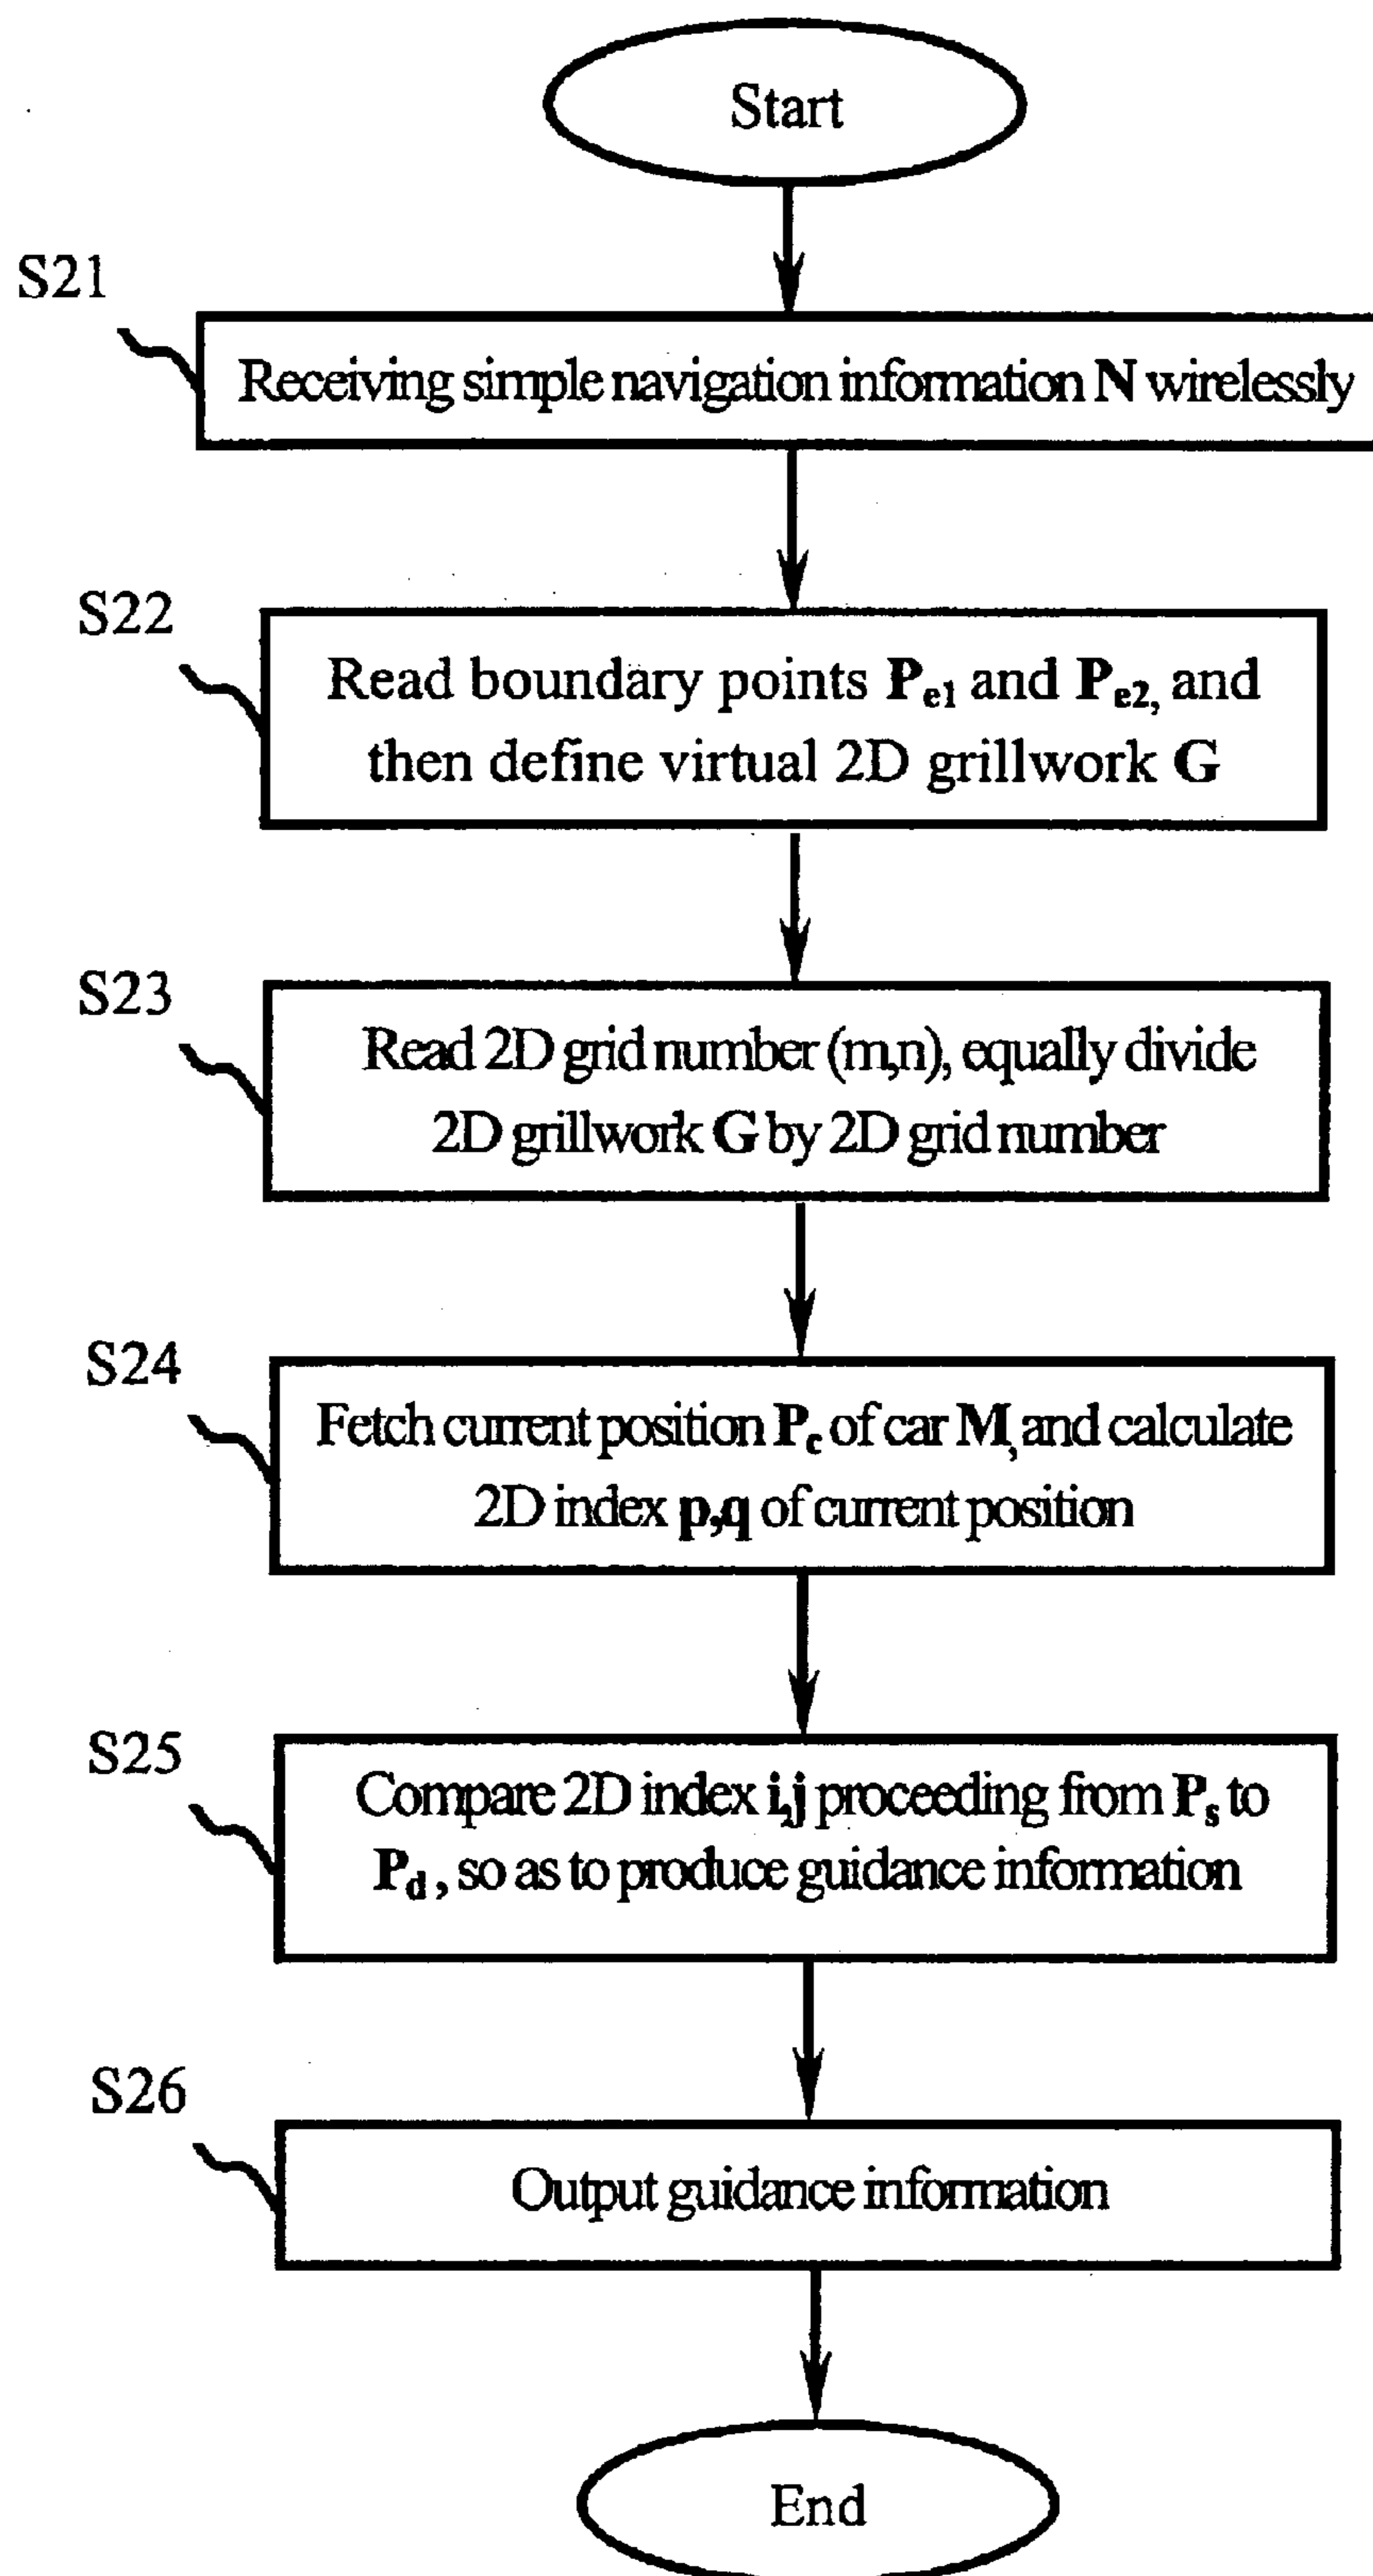 Start
S21
Receiving simple navigation information N wirelessly
S22
Read boundary points Pe1 and Pe2, and
then define virtual 2D grillwork G
S23
Read 2D grid number (m,n), equally divide
2D grillwork G by 2D grid number
S24
Fetch current position Pc of car M, and calculate
2D index p,q of current position
S25
Compare 2D index i,j proceeding from Ps to
Pd, so as to produce guidance information
S26
Output guidance information
End